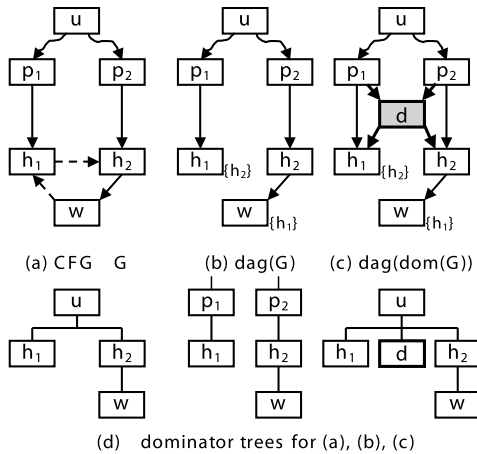 u u u
p₁ p₂ p₁ p₂ p₁ p₂
d
h₁ h₂ h₁ {h₂} h₂ h₁ {h₂} h₂
w w {h₁} w {h₁}
(a) CFG G (b) dag(G) (c) dag(dom(G))
u p₁ p₂ u
h₁ h₂ h₁ h₂ h₁ d h₂
w w w
(d) dominator trees for (a), (b), (c)